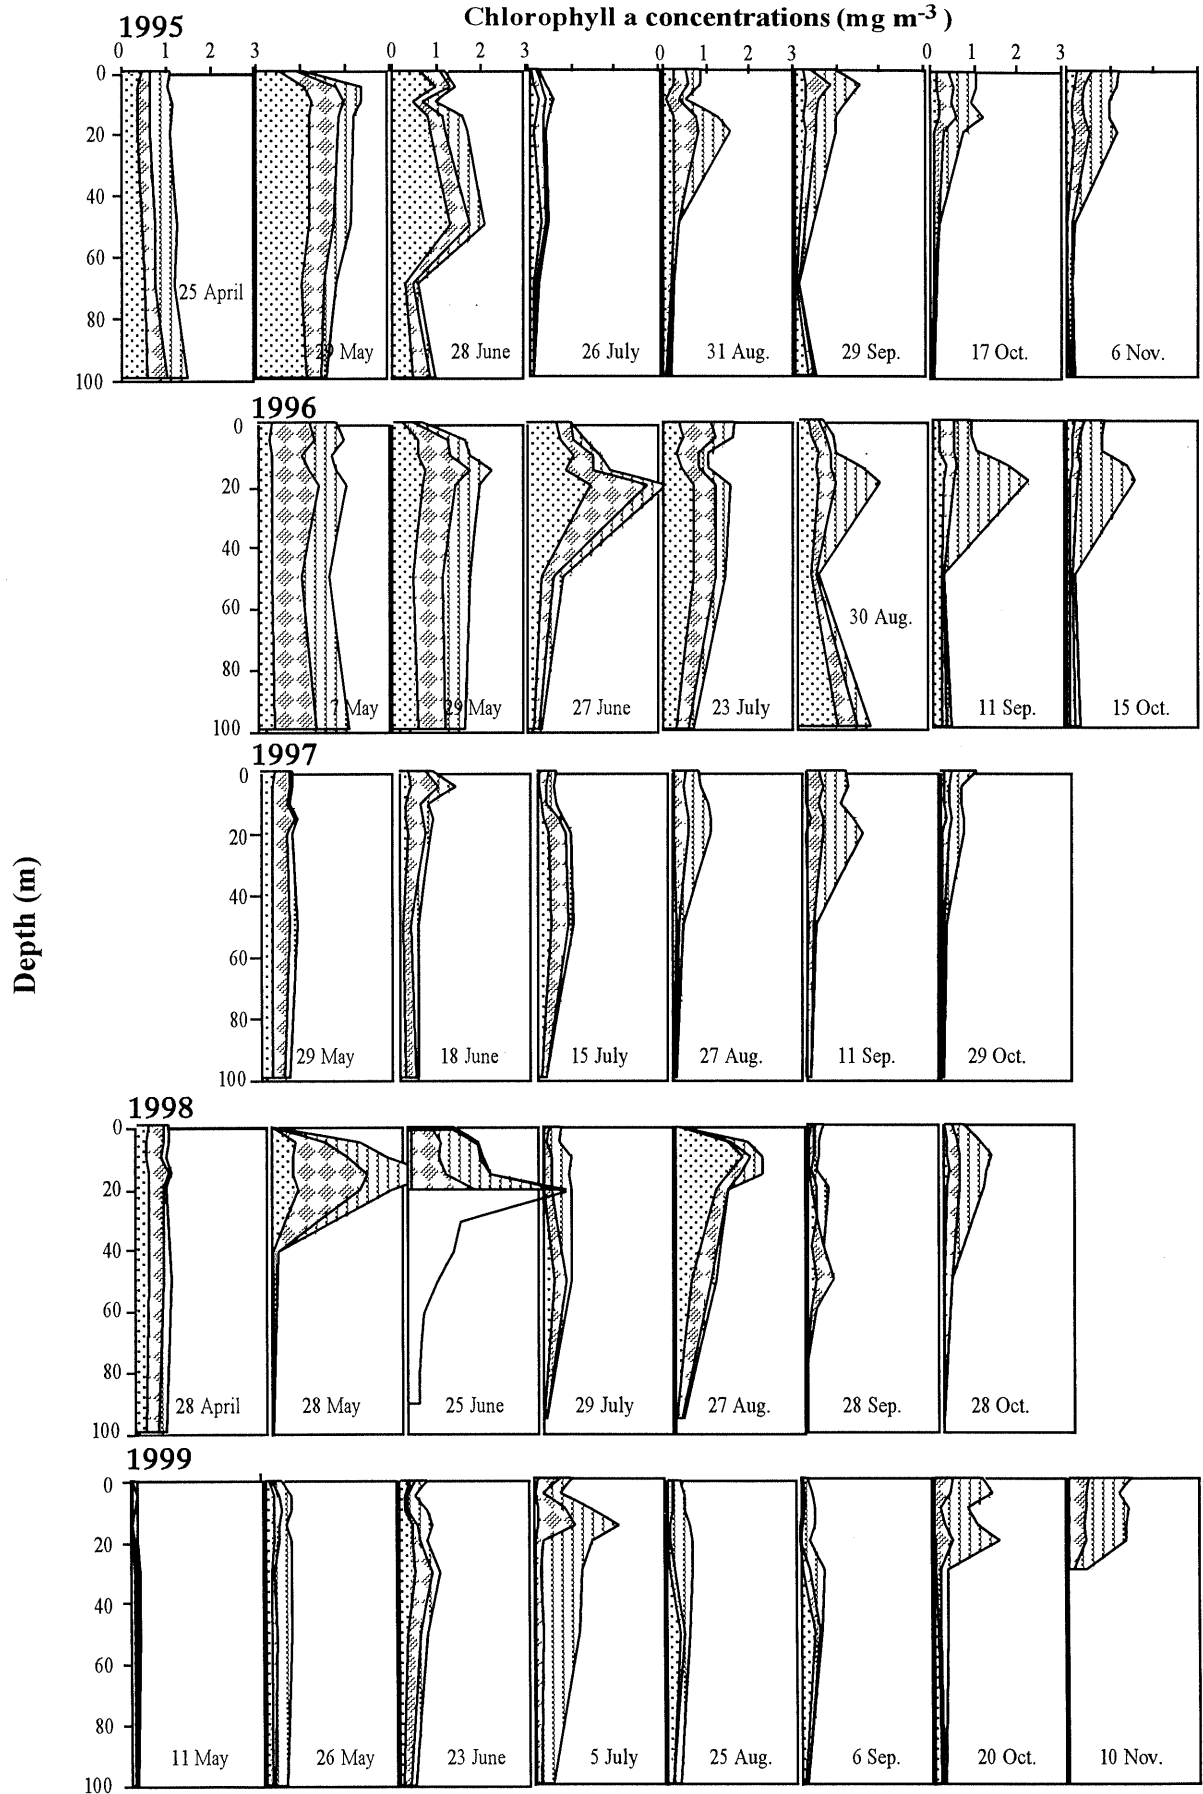 Chlorophyll a concentrations (mg m-3 )
1995
0 1 2 3 0 1 2 3 0 1 2 3 0 1 2 3
0
20
40
60
80
100
25 April
29 May
28 June
26 July
31 Aug.
29 Sep.
17 Oct.
6 Nov.
1996
0
20
40
60
80
100
7 May
29 May
27 June
23 July
30 Aug.
11 Sep.
15 Oct.
1997
0
20
40
60
80
100
29 May
18 June
15 July
27 Aug.
11 Sep.
29 Oct.
Depth (m)
1998
0
20
40
60
80
100
28 April
28 May
25 June
29 July
27 Aug.
28 Sep.
28 Oct.
1999
0
20
40
60
80
100
11 May
26 May
23 June
5 July
25 Aug.
6 Sep.
20 Oct.
10 Nov.